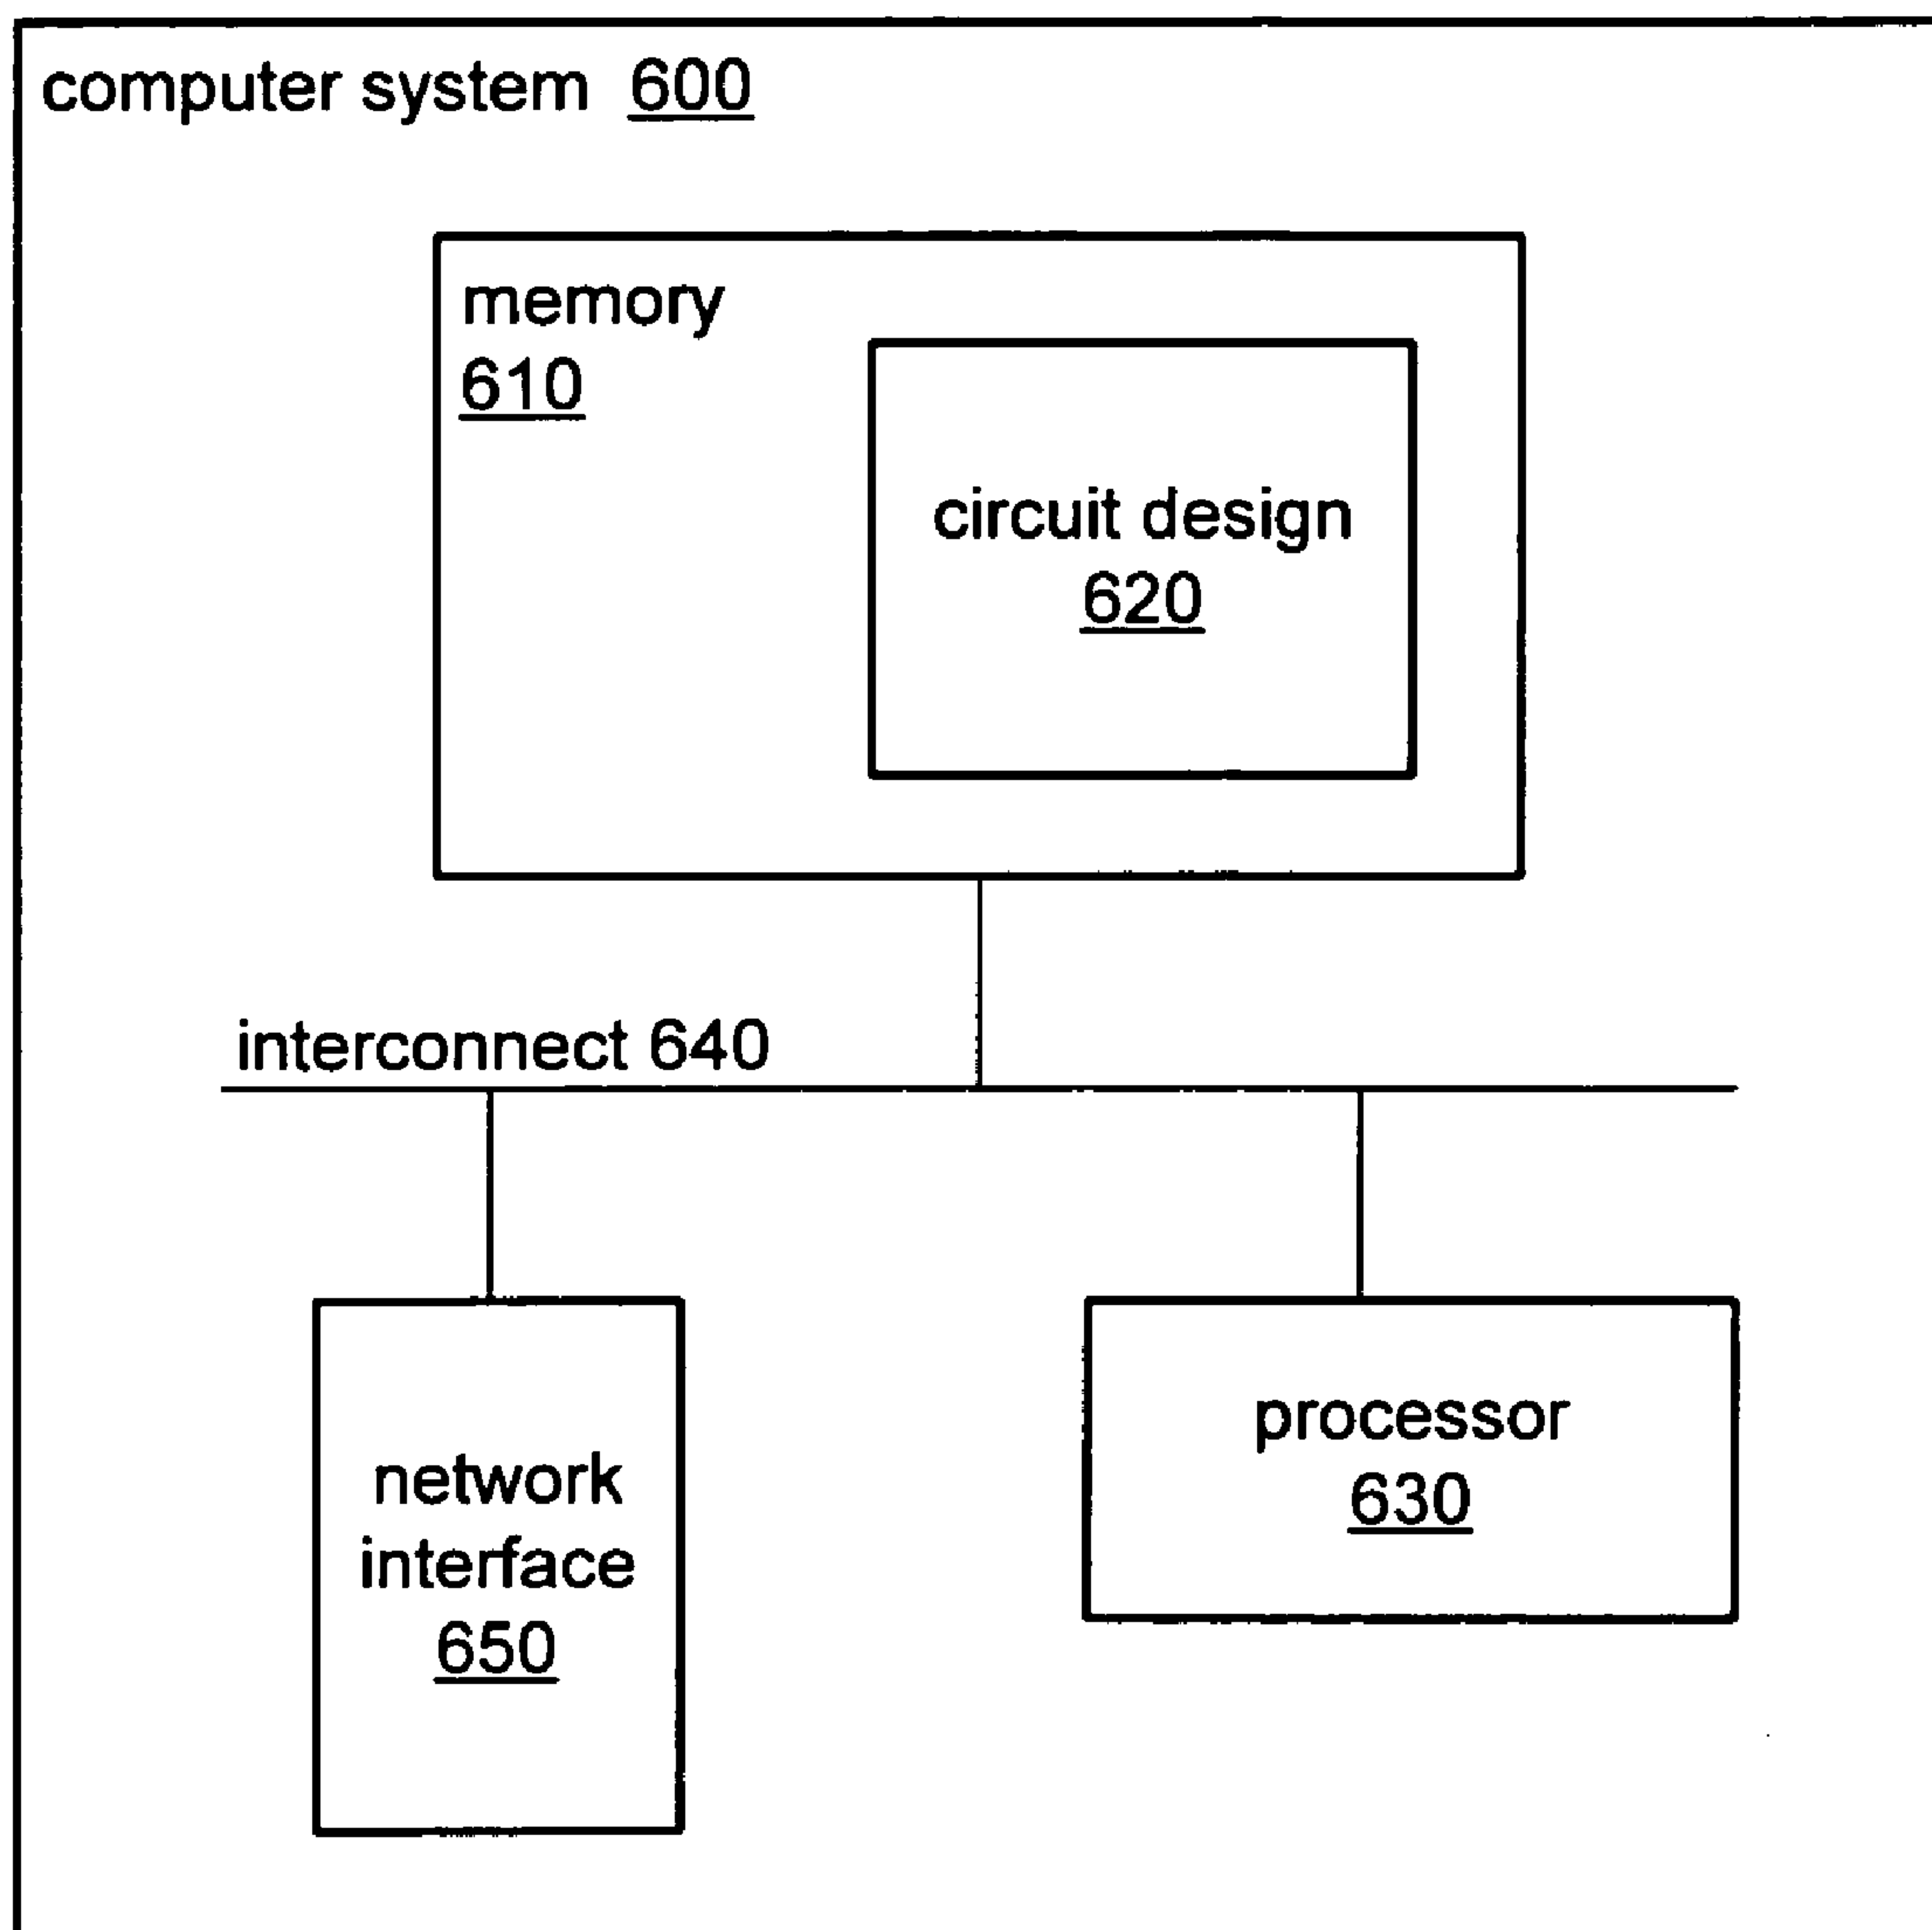 computer system 600
memory
610
circuit design
620
interconnect 640
network
interface
650
processor
630